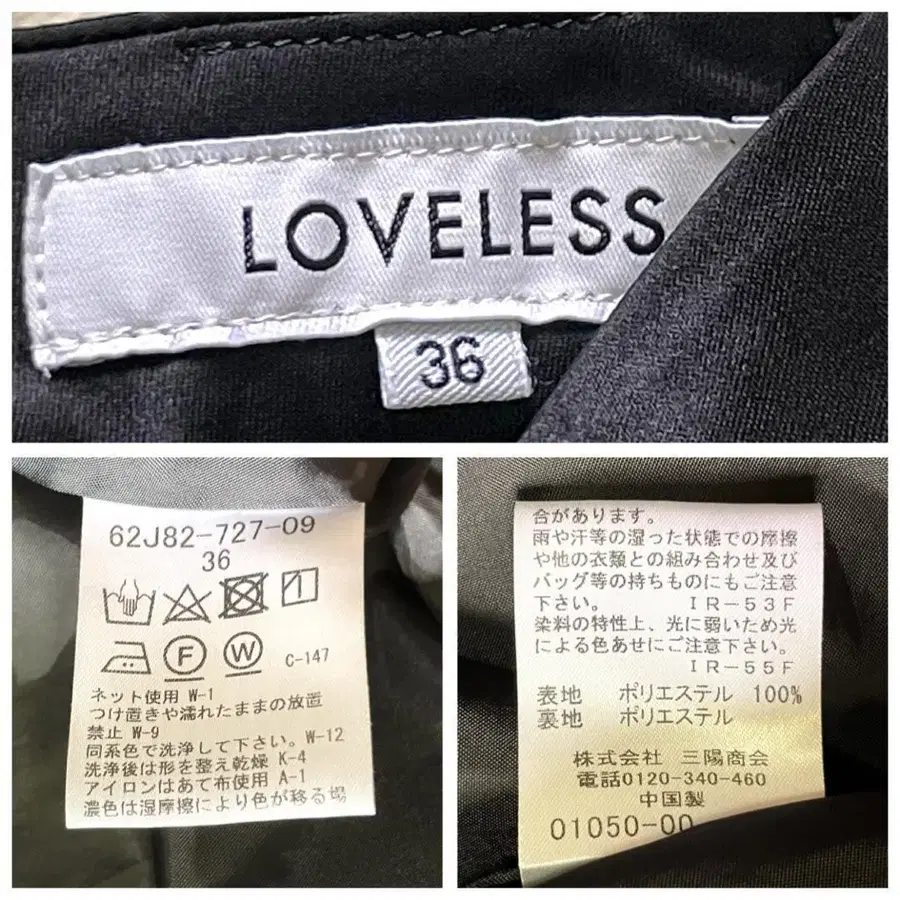 LOVELESS
36
62J82-727-09
36
F
W
C-147
ネット使用 W-1
つけ置きや濡れたままの放置
禁止 W-9
同系色で洗浄して下さい。W-12
洗浄後は形を整え乾燥 K-4
アイロンはあて布使用 A-1
濃色は湿摩擦により色が移る場
合があります。
雨や汗等の湿った状態での摩擦
や他の衣類との組み合わせ及び
バッグ等の持ちものにもご注意
下さい。 IR-53F
染料の特性上、光に弱いため光
による色あせにご注意下さい。
IR-55F
表地 ポリエステル 100%
裏地 ポリエステル
株式会社 三陽商会
電話0120-340-460
中国製
01050-00